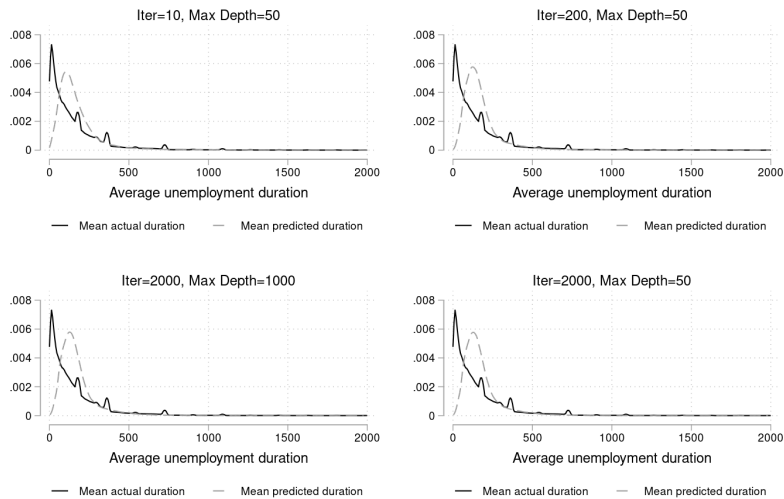 Iter=10, Max Depth=50
.008
.006
.004
.002
0
0 500 1000 1500 2000
Average unemployment duration
Mean actual duration Mean predicted duration
Iter=200, Max Depth=50
.008
.006
.004
.002
0
0 500 1000 1500 2000
Average unemployment duration
Mean actual duration Mean predicted duration
Iter=2000, Max Depth=1000
.008
.006
.004
.002
0
0 500 1000 1500 2000
Average unemployment duration
Mean actual duration Mean predicted duration
Iter=2000, Max Depth=50
.008
.006
.004
.002
0
0 500 1000 1500 2000
Average unemployment duration
Mean actual duration Mean predicted duration